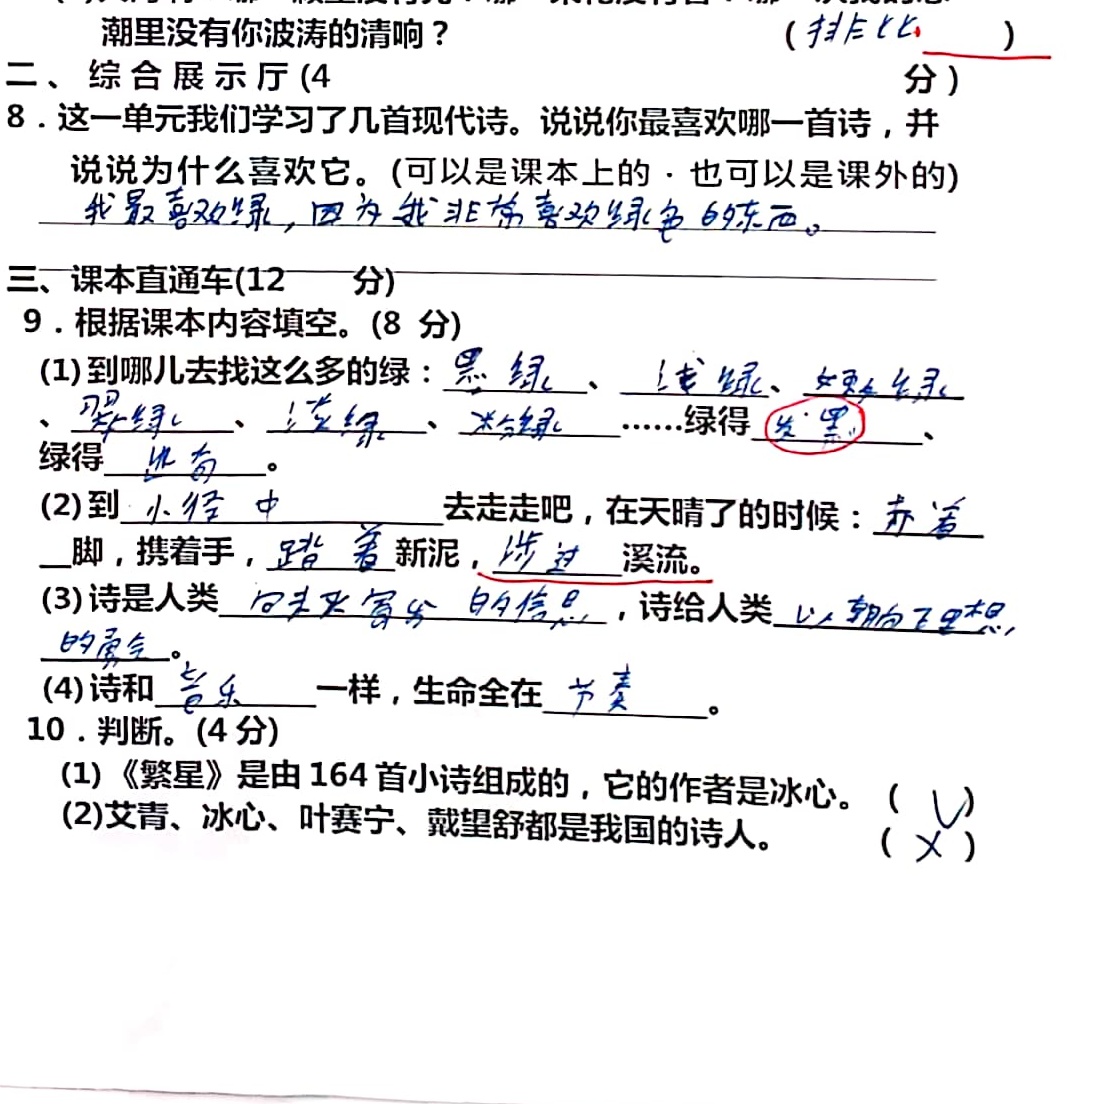 潮里没有你波涛的清响？ (排比 )
二、综合展示厅(4 分)
8．这一单元我们学习了几首现代诗。说说你最喜欢哪一首诗，并
说说为什么喜欢它。(可以是课本上的·也可以是课外的)
我最喜欢绿，因为我非常喜欢绿色的东西。
三、课本直通车(12 分)
9．根据课本内容填空。(8 分)
(1)到哪儿去找这么多的绿：墨绿、浅绿、嫩绿
、翠绿、淡绿、粉绿……绿得发黑、
绿得出奇。
(2)到小径中去走走吧，在天晴了的时候：赤着
脚，携着手，踏着新泥，涉过溪流。
(3)诗是人类向未来寄发的信息，诗给人类以朝向理想
的勇气。
(4)诗和音乐一样，生命全在节奏。
10．判断。(4分)
(1)《繁星》是由164首小诗组成的，它的作者是冰心。(√)
(2)艾青、冰心、叶赛宁、戴望舒都是我国的诗人。(×)